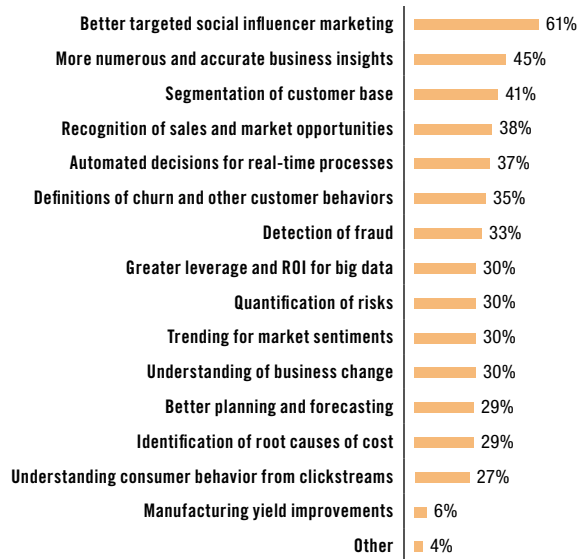 Better targeted social influencer marketing 61%
More numerous and accurate business insights 45%
Segmentation of customer base 41%
Recognition of sales and market opportunities 38%
Automated decisions for real-time processes 37%
Definitions of churn and other customer behaviors 35%
Detection of fraud 33%
Greater leverage and ROI for big data 30%
Quantification of risks 30%
Trending for market sentiments 30%
Understanding of business change 30%
Better planning and forecasting 29%
Identification of root causes of cost 29%
Understanding consumer behavior from clickstreams 27%
Manufacturing yield improvements 6%
Other 4%